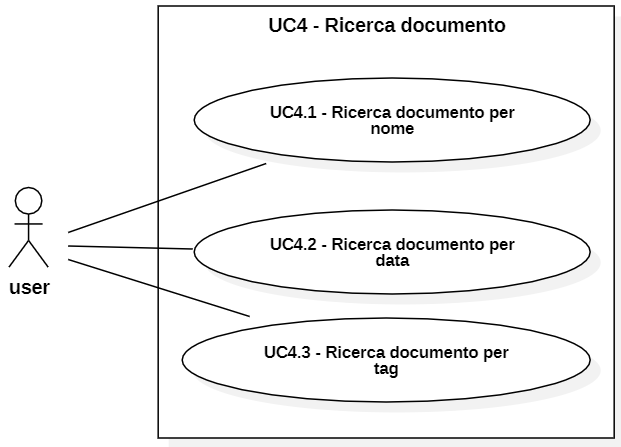 UC4 - Ricerca documento
UC4.1 - Ricerca documento per
nome
UC4.2 - Ricerca documento per
data
user
UC4.3 - Ricerca documento per
tag